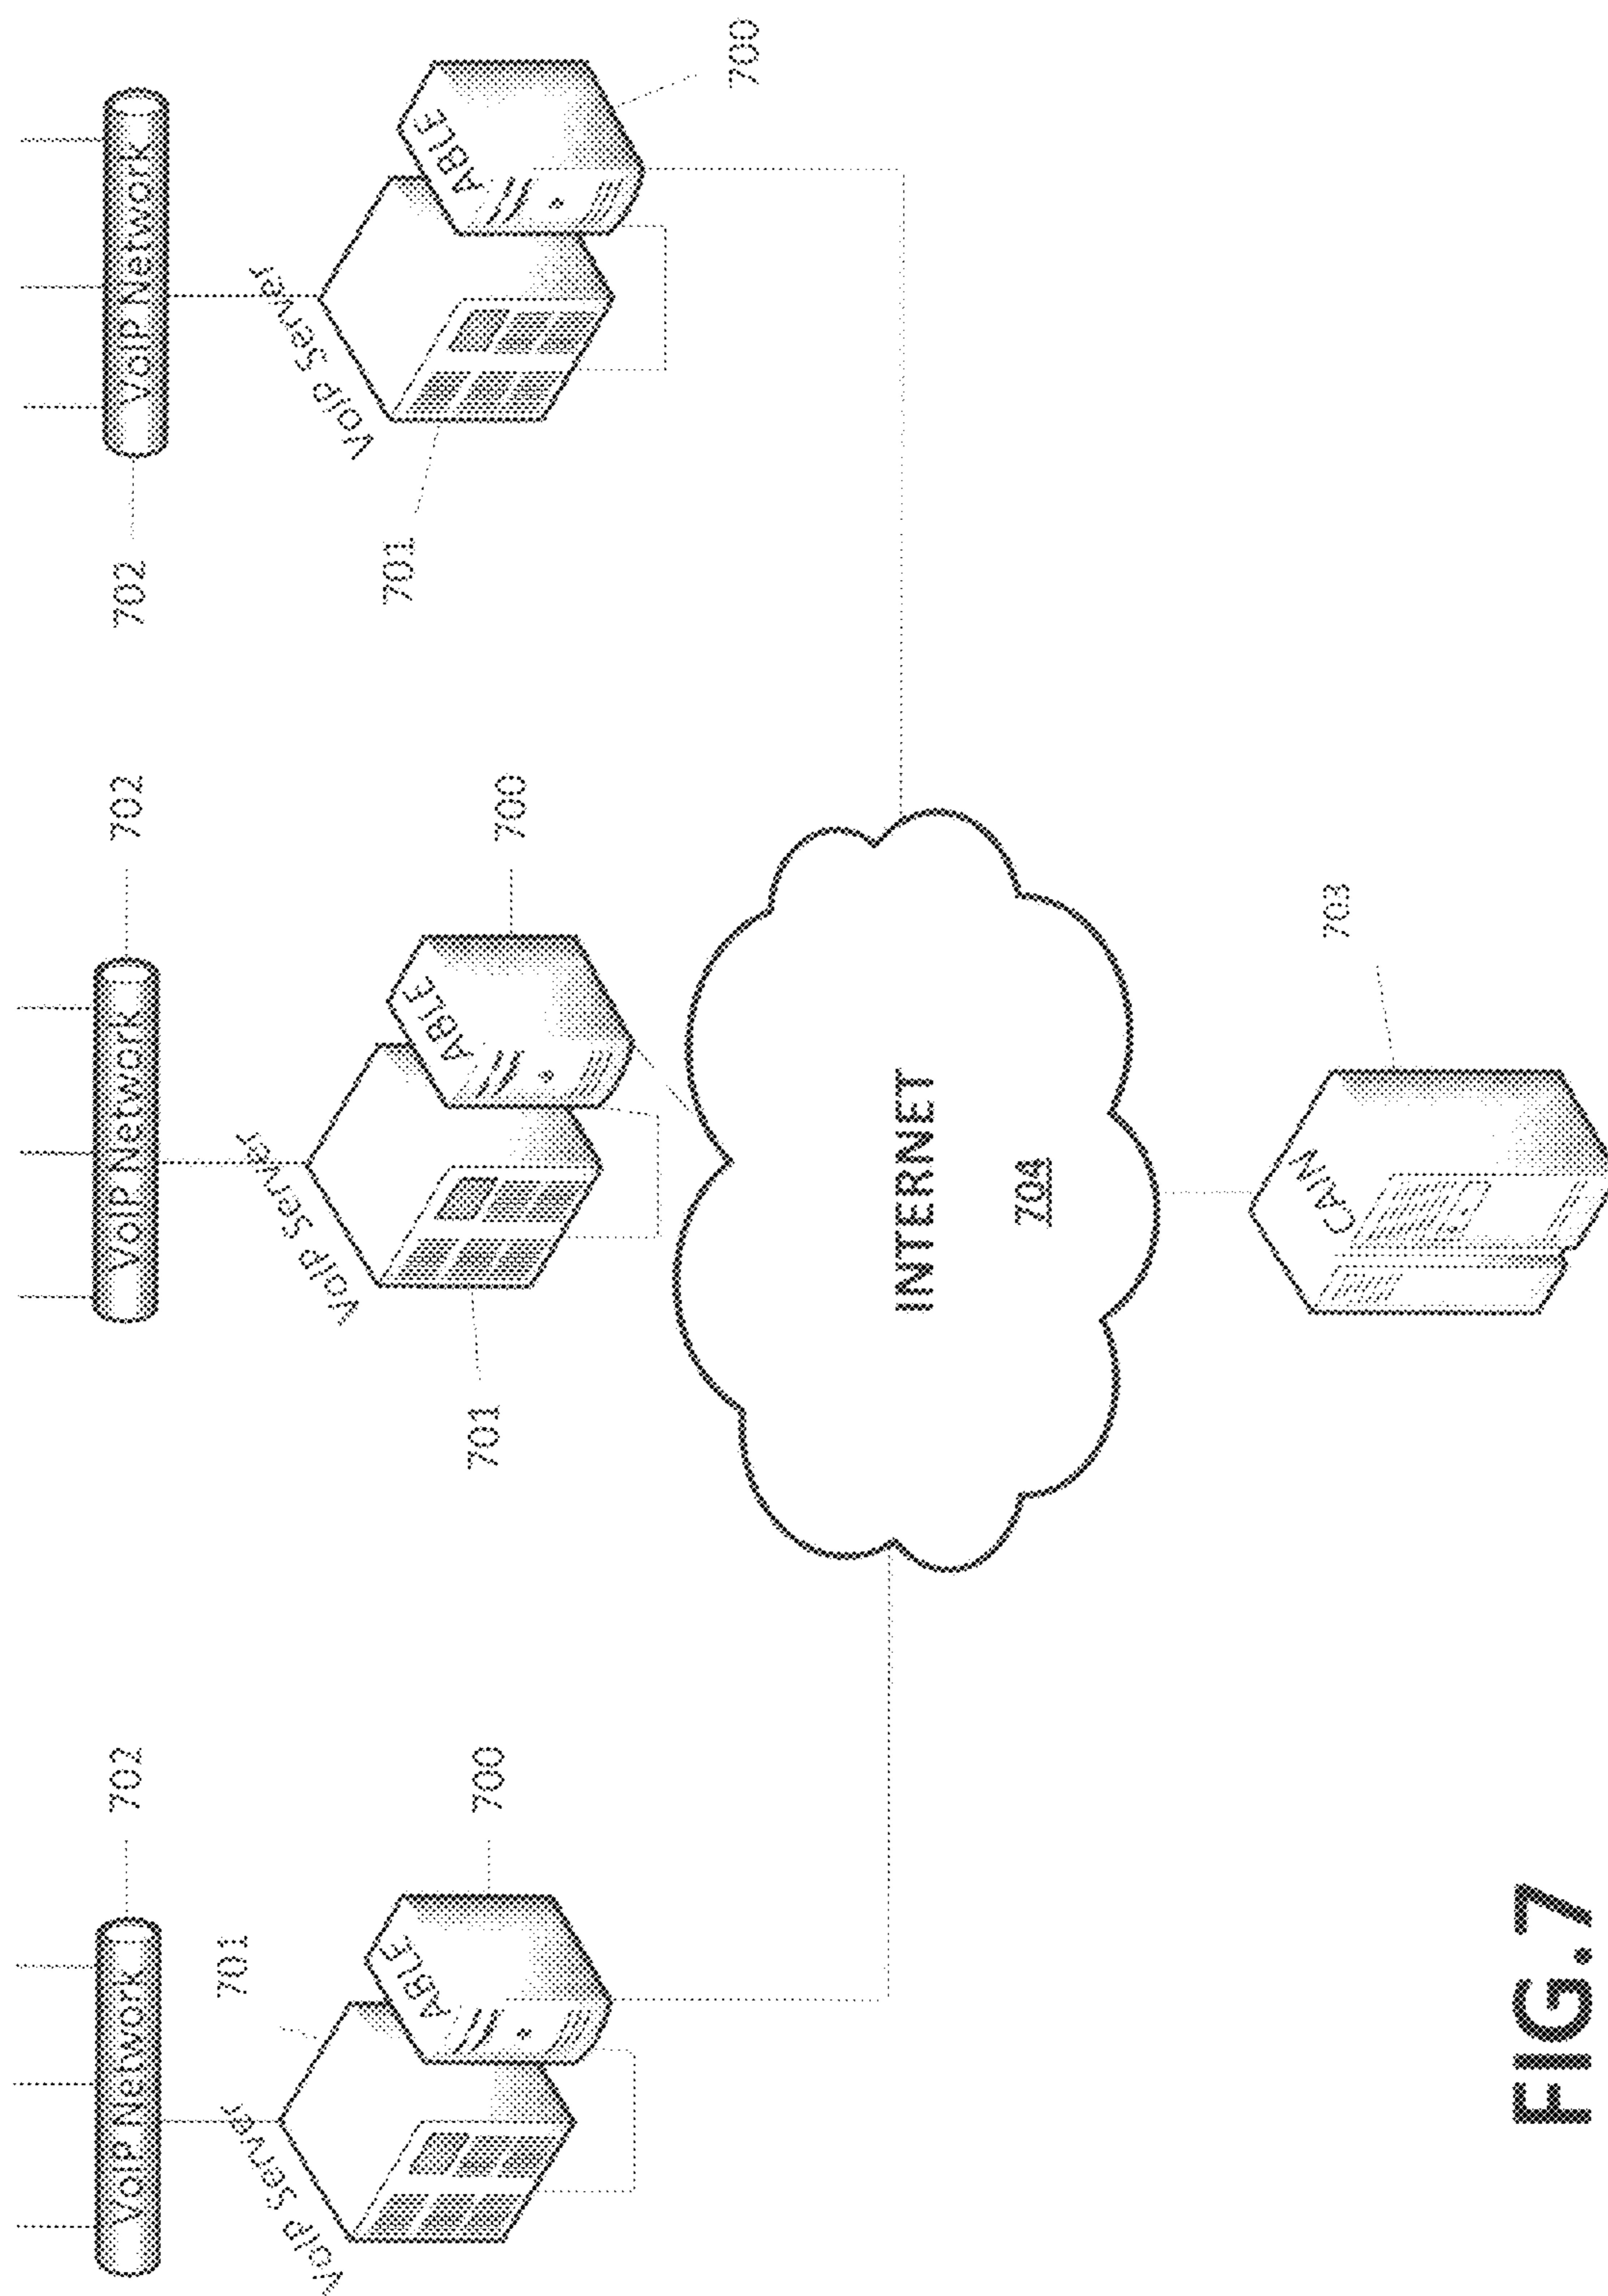 VoIP Network
702
VoIP Network
702
702
VoIP Network
VoIP Server
701
ABLE
700
VoIP Server
701
ABLE
700
VoIP Server
701
ABLE
700
INTERNET
704
CAIN
703
FIG.7